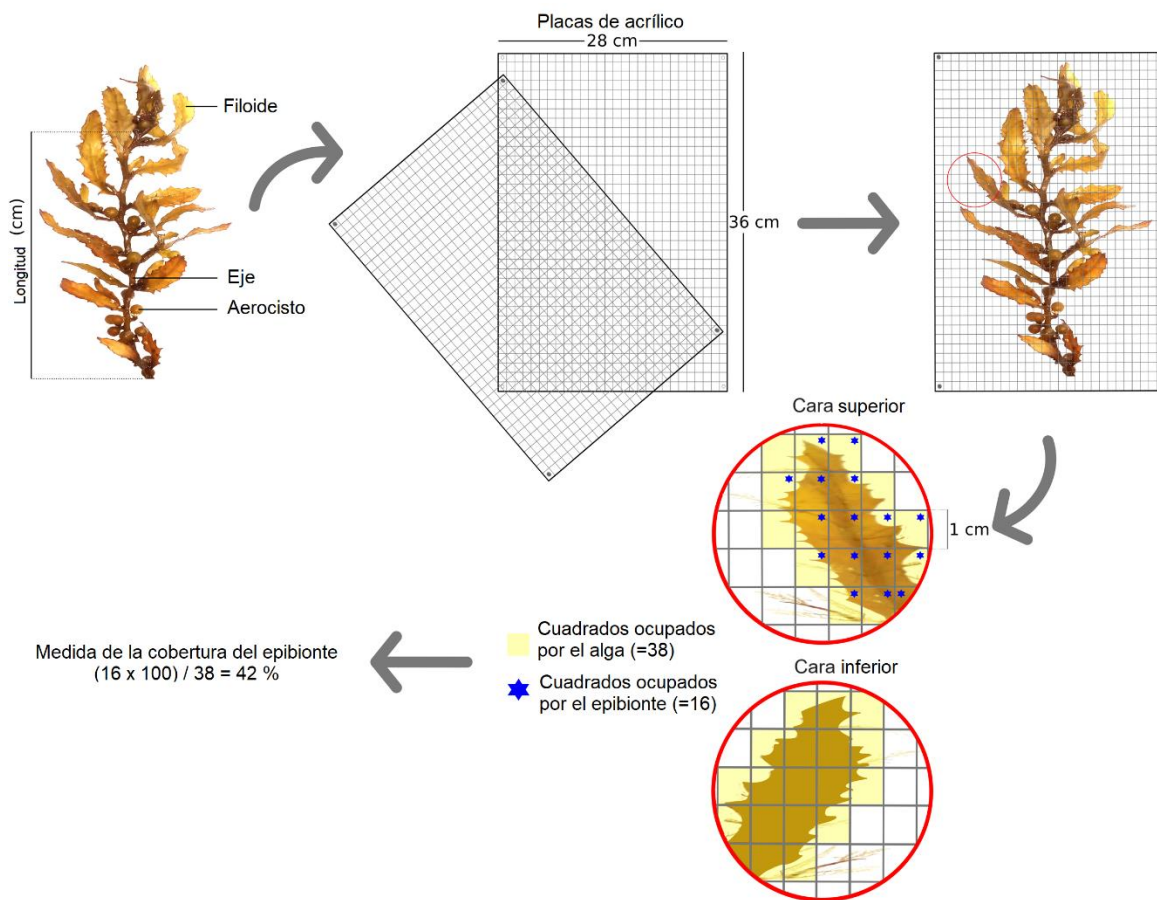 Placas de acrílico
28 cm
Filoide
Longitud (cm)
36 cm
Eje
Aerocisto
Cara superior
1 cm
Cuadrados ocupados
por el alga (=38)
Cuadrados ocupados
por el epibionte (=16)
Medida de la cobertura del epibionte
(16 x 100) / 38 = 42 %
Cara inferior